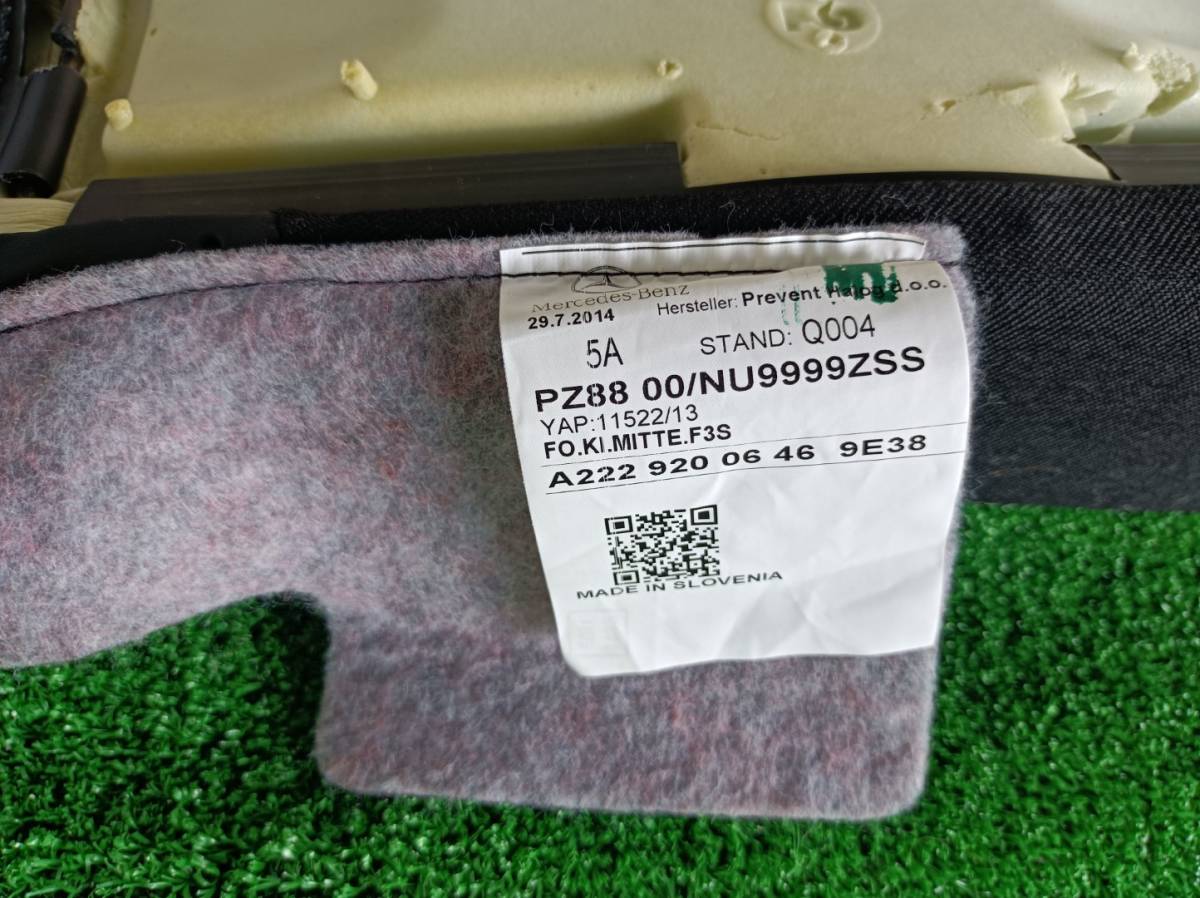 Mercedes-Benz
29.7.2014 Hersteller: Prevent Halog d.o.o.
5A STAND: Q004
PZ88 00/NU9999ZSS
YAP:11522/13
FO.KI.MITTE.F3S
A222 920 06 46 9E38
MADE IN SLOVENIA